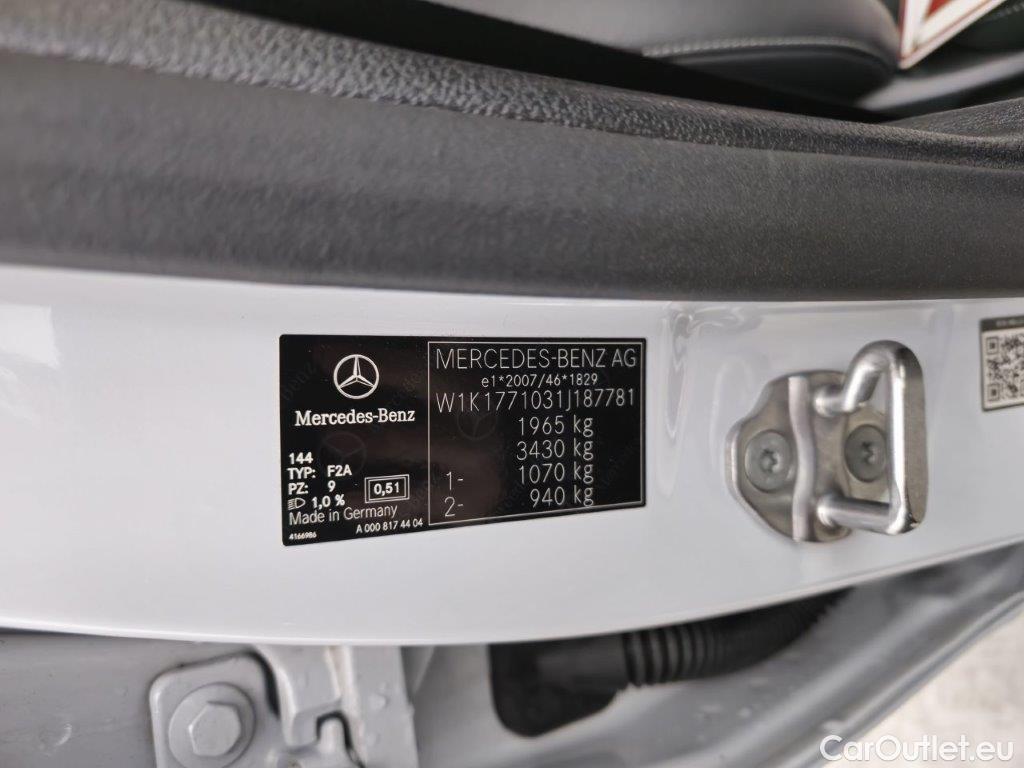 Mercedes-Benz
144
TYP: F2A
PZ: 9
1,0 % 0,51
Made in Germany
4166986 A 000 817 44 04
MERCEDES-BENZ AG
e1*2007/46*1829
W1K1771031J187781
1965 kg
3430 kg
1- 1070 kg
2- 940 kg
CarOutlet.eu